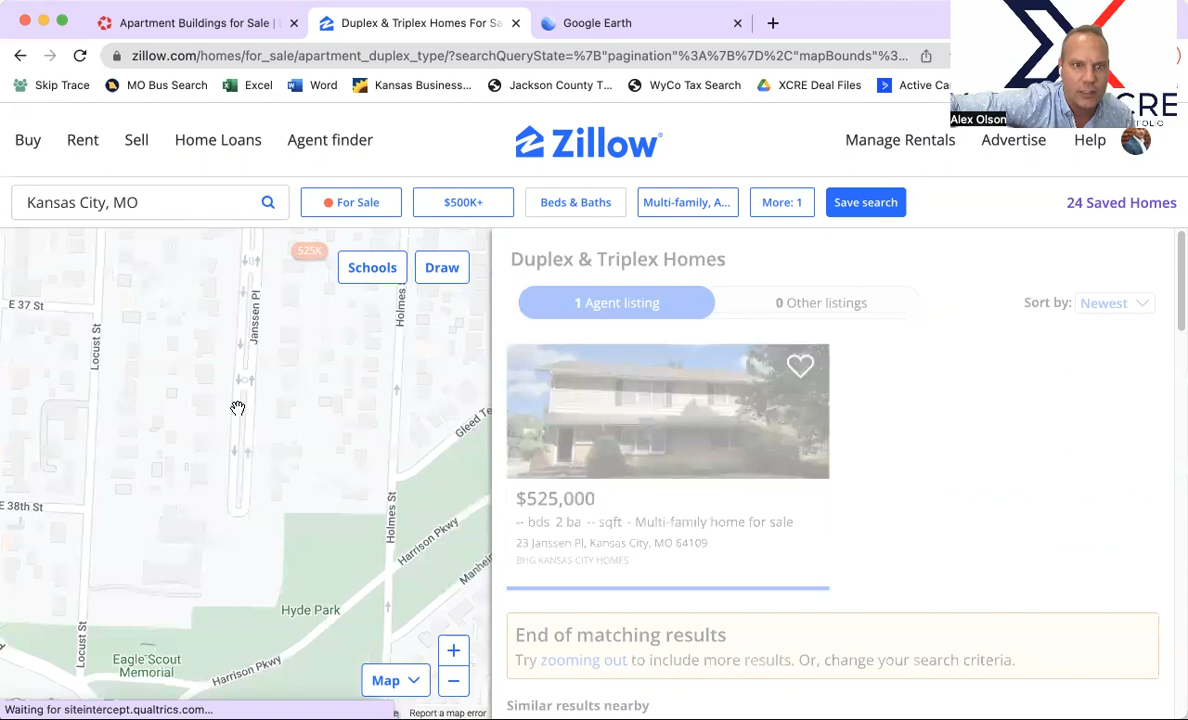 Apartment Buildings for Sale |
Duplex & Triplex Homes For Sa
Google Earth
zillow.com/homes/for_sale/apartment_duplex_type/?searchQueryState=%7B"pagination"%3A%7B%7D%2C"mapBounds"%3...
Skip Trace
MO Bus Search
Excel
Word
Kansas Business...
Jackson County T...
WyCo Tax Search
XCRE Deal Files
Active Ca
Alex Olson
CRE
Buy
Rent
Sell
Home Loans
Agent finder
Zillow
Manage Rentals
Advertise
Help
Kansas City, MO
For Sale
$500K+
Beds & Baths
Multi-family, A...
More: 1
Save search
24 Saved Homes
525K
Schools
Draw
E 37 St
Locust St
Janssen Pl
Holmes
Gleed Te
E 38th St
Holmes St
Harrison Pkwy
Manhei
Hyde Park
Eagle Scout
Memorial
Locust St
Harrison Pkwy
Map
Report a map error
Waiting for siteintercept.qualtrics.com...
Duplex & Triplex Homes
1 Agent listing
0 Other listings
Sort by: Newest
$525,000
-- bds 2 ba -- sqft - Multi-family home for sale
23 Janssen Pl, Kansas City, MO 64109
BHG KANSAS CITY HOMES
End of matching results
Try zooming out to include more results. Or, change your search criteria.
Similar results nearby